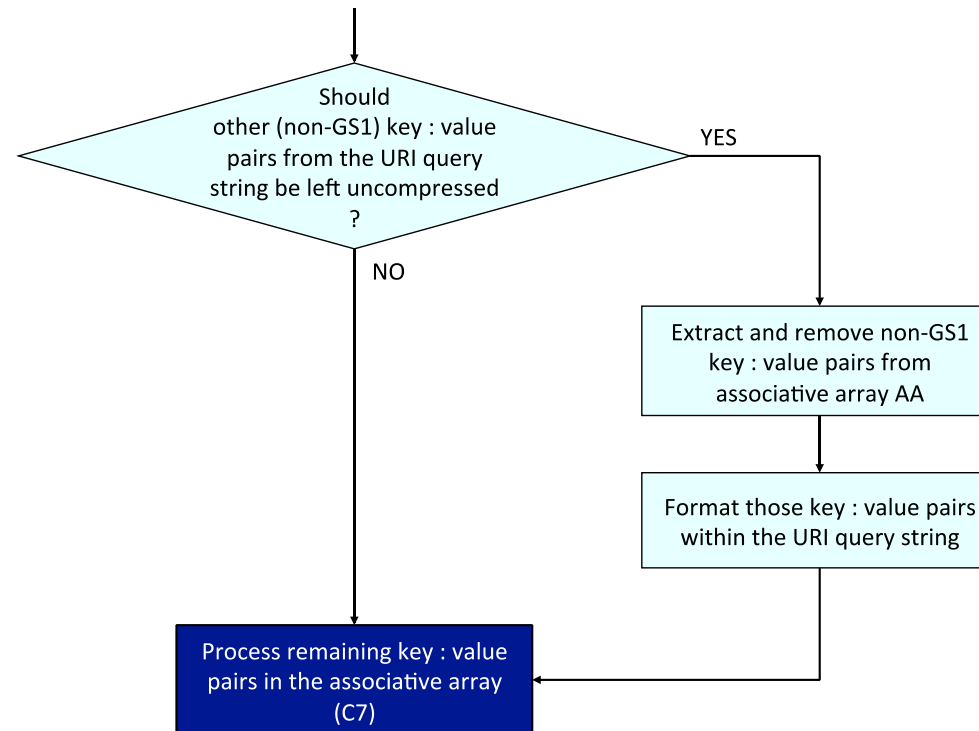 Should
other (non-GS1) key : value
pairs from the URI query
string be left uncompressed
?
YES
NO
Extract and remove non-GS1
key : value pairs from
associative array AA
Format those key : value pairs
within the URI query string
Process remaining key : value
pairs in the associative array
(C7)